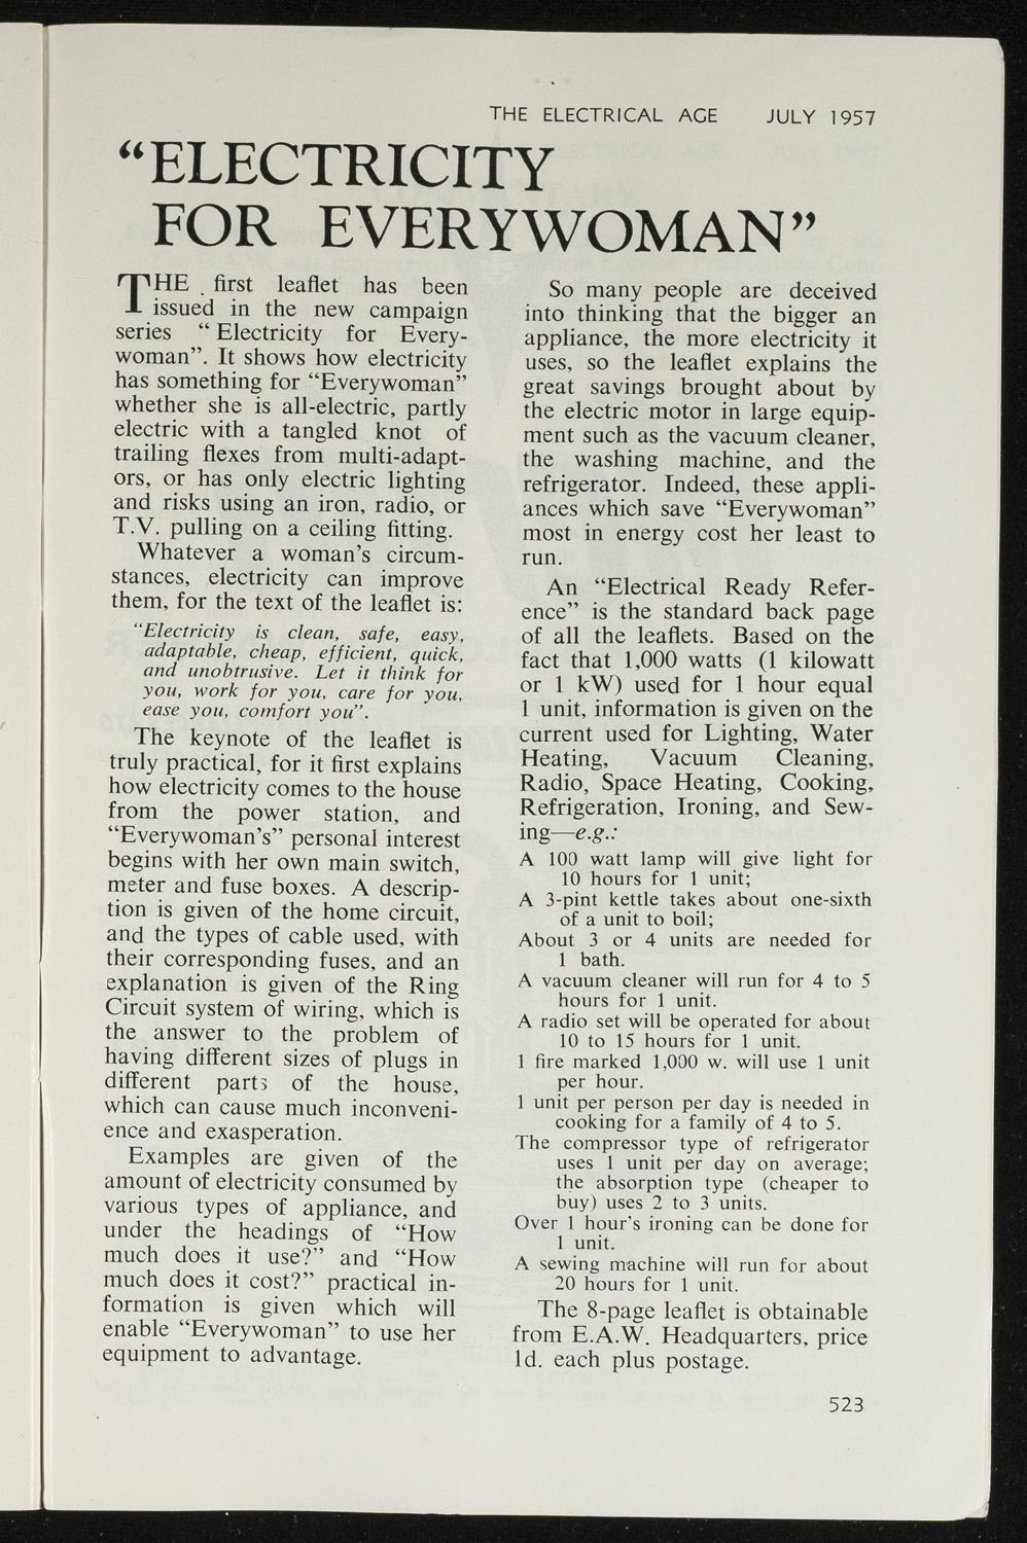 THE ELECTRICAL AGE JULY 1957
“ELECTRICITY
FOR EVERYWOMAN”
THE first leaflet has been
issued in the new campaign
series “Electricity for Every-
woman”. It shows how electricity
has something for “Everywoman”
whether she is all-electric, partly
electric with a tangled knot of
trailing flexes from multi-adapt-
ors, or has only electric lighting
and risks using an iron, radio, or
T.V. pulling on a ceiling fitting.
Whatever a woman's circum-
stances, electricity can improve
them, for the text of the leaflet is:
“Electricity is clean, safe, easy,
adaptable, cheap, efficient, quick,
and unobtrusive. Let it think for
you, work for you, care for you,
ease you, comfort you”.
The keynote of the leaflet is
truly practical, for it first explains
how electricity comes to the house
from the power station, and
“Everywoman's” personal interest
begins with her own main switch,
meter and fuse boxes. A descrip-
tion is given of the home circuit,
and the types of cable used, with
their corresponding fuses, and an
explanation is given of the Ring
Circuit system of wiring, which is
the answer to the problem of
having different sizes of plugs in
different parts of the house,
which can cause much inconveni-
ence and exasperation.
Examples are given of the
amount of electricity consumed by
various types of appliance, and
under the headings of “How
much does it use?” and “How
much does it cost?” practical in-
formation is given which will
enable “Everywoman” to use her
equipment to advantage.
So many people are deceived
into thinking that the bigger an
appliance, the more electricity it
uses, so the leaflet explains the
great savings brought about by
the electric motor in large equip-
ment such as the vacuum cleaner,
the washing machine, and the
refrigerator. Indeed, these appli-
ances which save “Everywoman”
most in energy cost her least to
run.
An “Electrical Ready Refer-
ence” is the standard back page
of all the leaflets. Based on the
fact that 1,000 watts (1 kilowatt
or 1 kW) used for 1 hour equal
1 unit, information is given on the
current used for Lighting, Water
Heating, Vacuum Cleaning,
Radio, Space Heating, Cooking,
Refrigeration, Ironing, and Sew-
ing—e.g.:
A 100 watt lamp will give light for
10 hours for 1 unit;
A 3-pint kettle takes about one-sixth
of a unit to boil;
About 3 or 4 units are needed for
1 bath.
A vacuum cleaner will run for 4 to 5
hours for 1 unit.
A radio set will be operated for about
10 to 15 hours for 1 unit.
1 fire marked 1,000 w. will use 1 unit
per hour.
1 unit per person per day is needed in
cooking for a family of 4 to 5.
The compressor type of refrigerator
uses 1 unit per day on average;
the absorption type (cheaper to
buy) uses 2 to 3 units.
Over 1 hour's ironing can be done for
1 unit.
A sewing machine will run for about
20 hours for 1 unit.
The 8-page leaflet is obtainable
from E.A.W. Headquarters, price
1d. each plus postage.
523